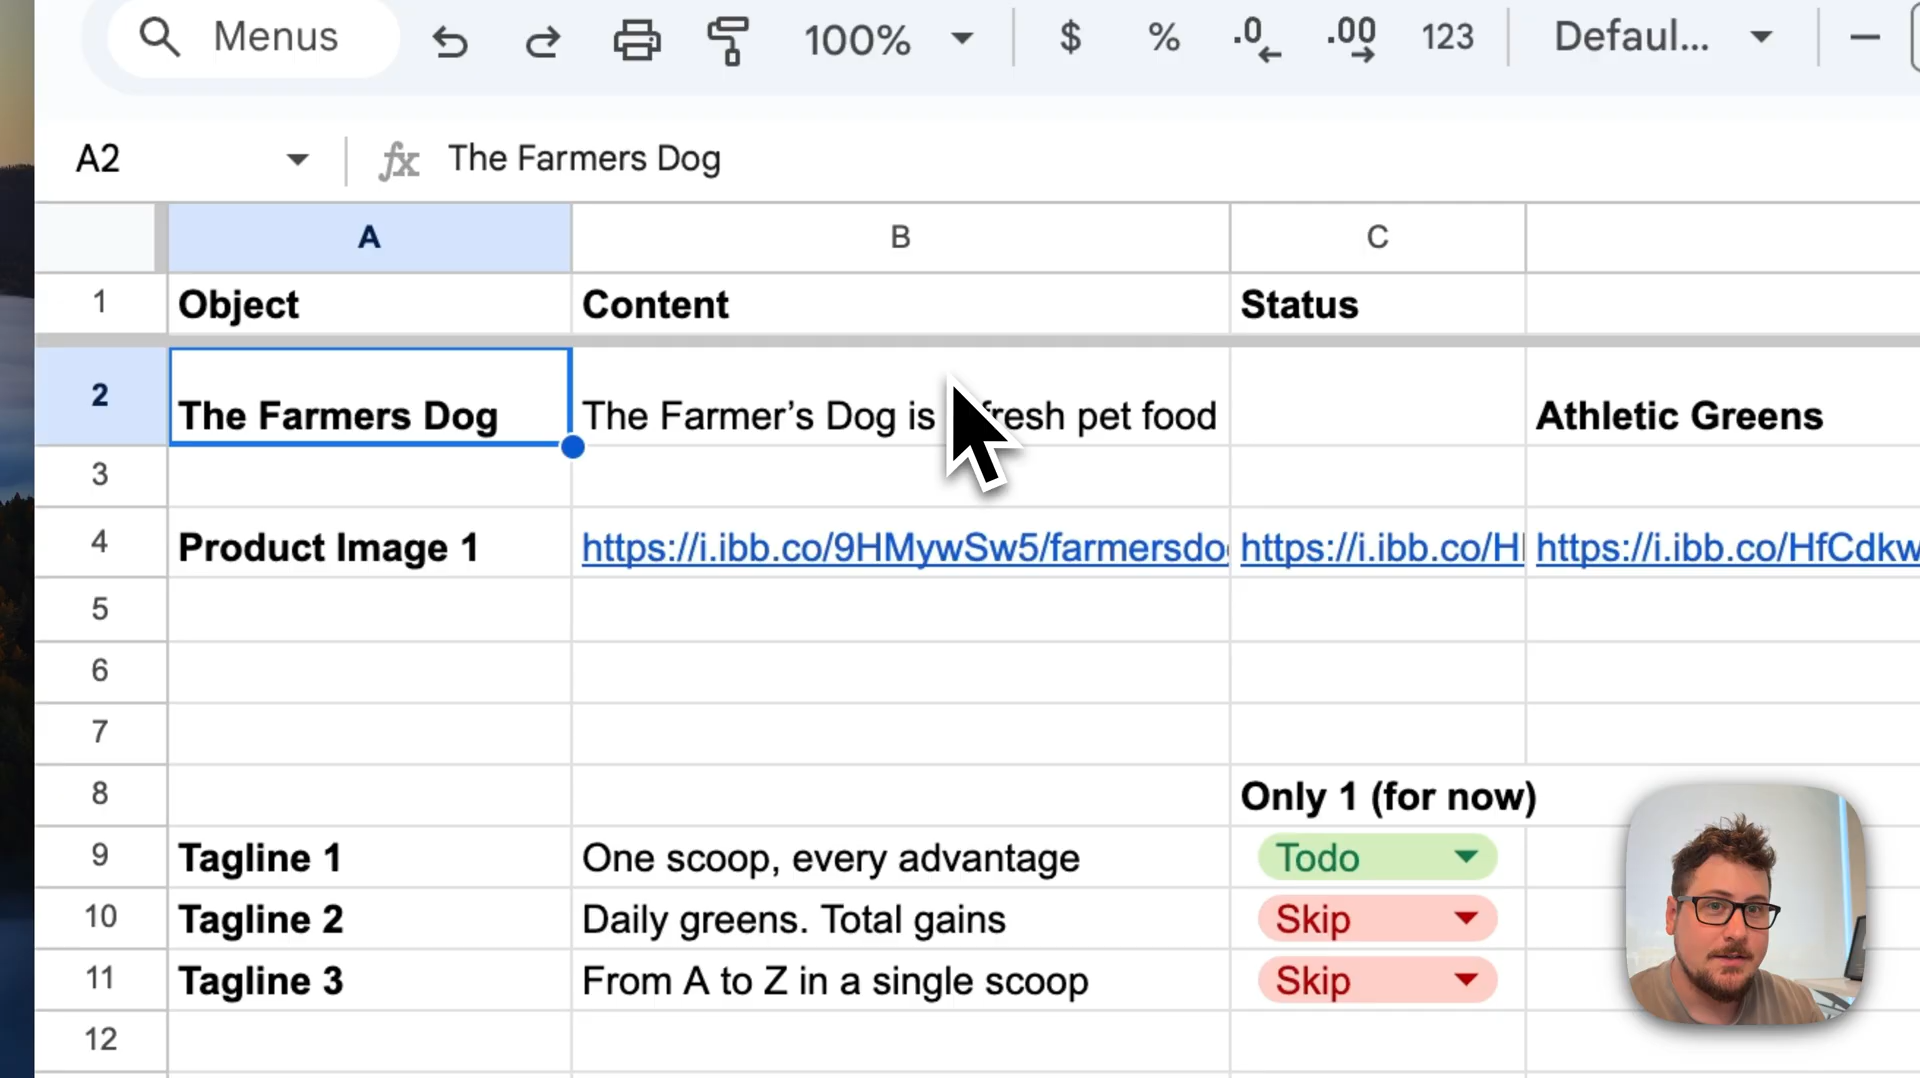 Menus 100% $ % .0 .00 123 Defaul...
A2 fx The Farmers Dog
A B C
1 Object Content Status
2 The Farmers Dog The Farmer’s Dog is fresh pet food Athletic Greens
3
4 Product Image 1 https://i.ibb.co/9HMywSw5/farmersdo https://i.ibb.co/H https://i.ibb.co/HfCdkw
5
6
7
8 Only 1 (for now)
9 Tagline 1 One scoop, every advantage Todo
10 Tagline 2 Daily greens. Total gains Skip
11 Tagline 3 From A to Z in a single scoop Skip
12